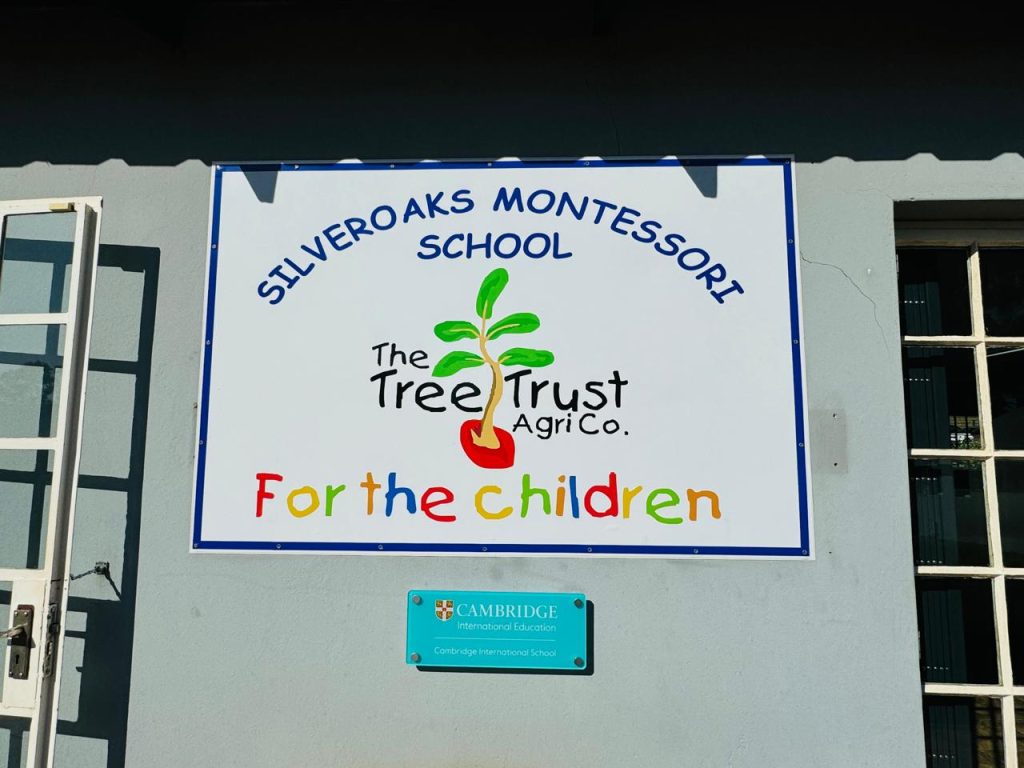 SILVEROAKS MONTESSORI
SCHOOL
The
Tree Trust
Agri Co.
For the children
CAMBRIDGE
International Education
Cambridge International School